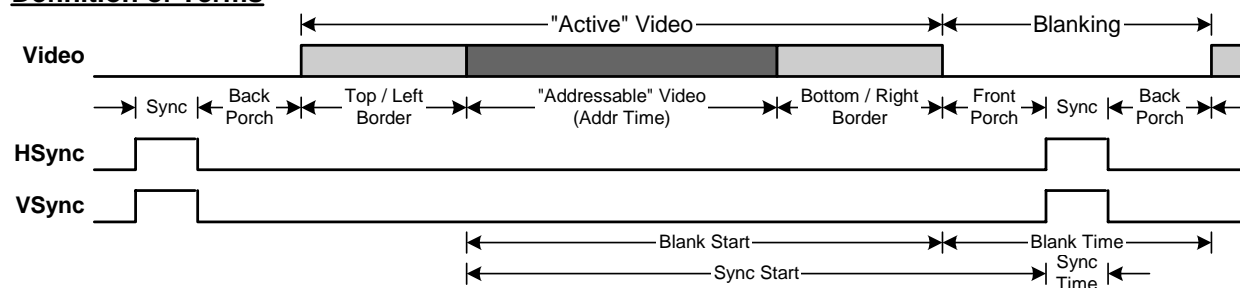 Definition of Terms
"Active" Video
Blanking
Video
Sync
Back
Porch
Top / Left
Border
"Addressable" Video
(Addr Time)
Bottom / Right
Border
Front
Porch
Sync
Back
Porch
HSync
VSync
Blank Start
Blank Time
Sync Start
Sync
Time